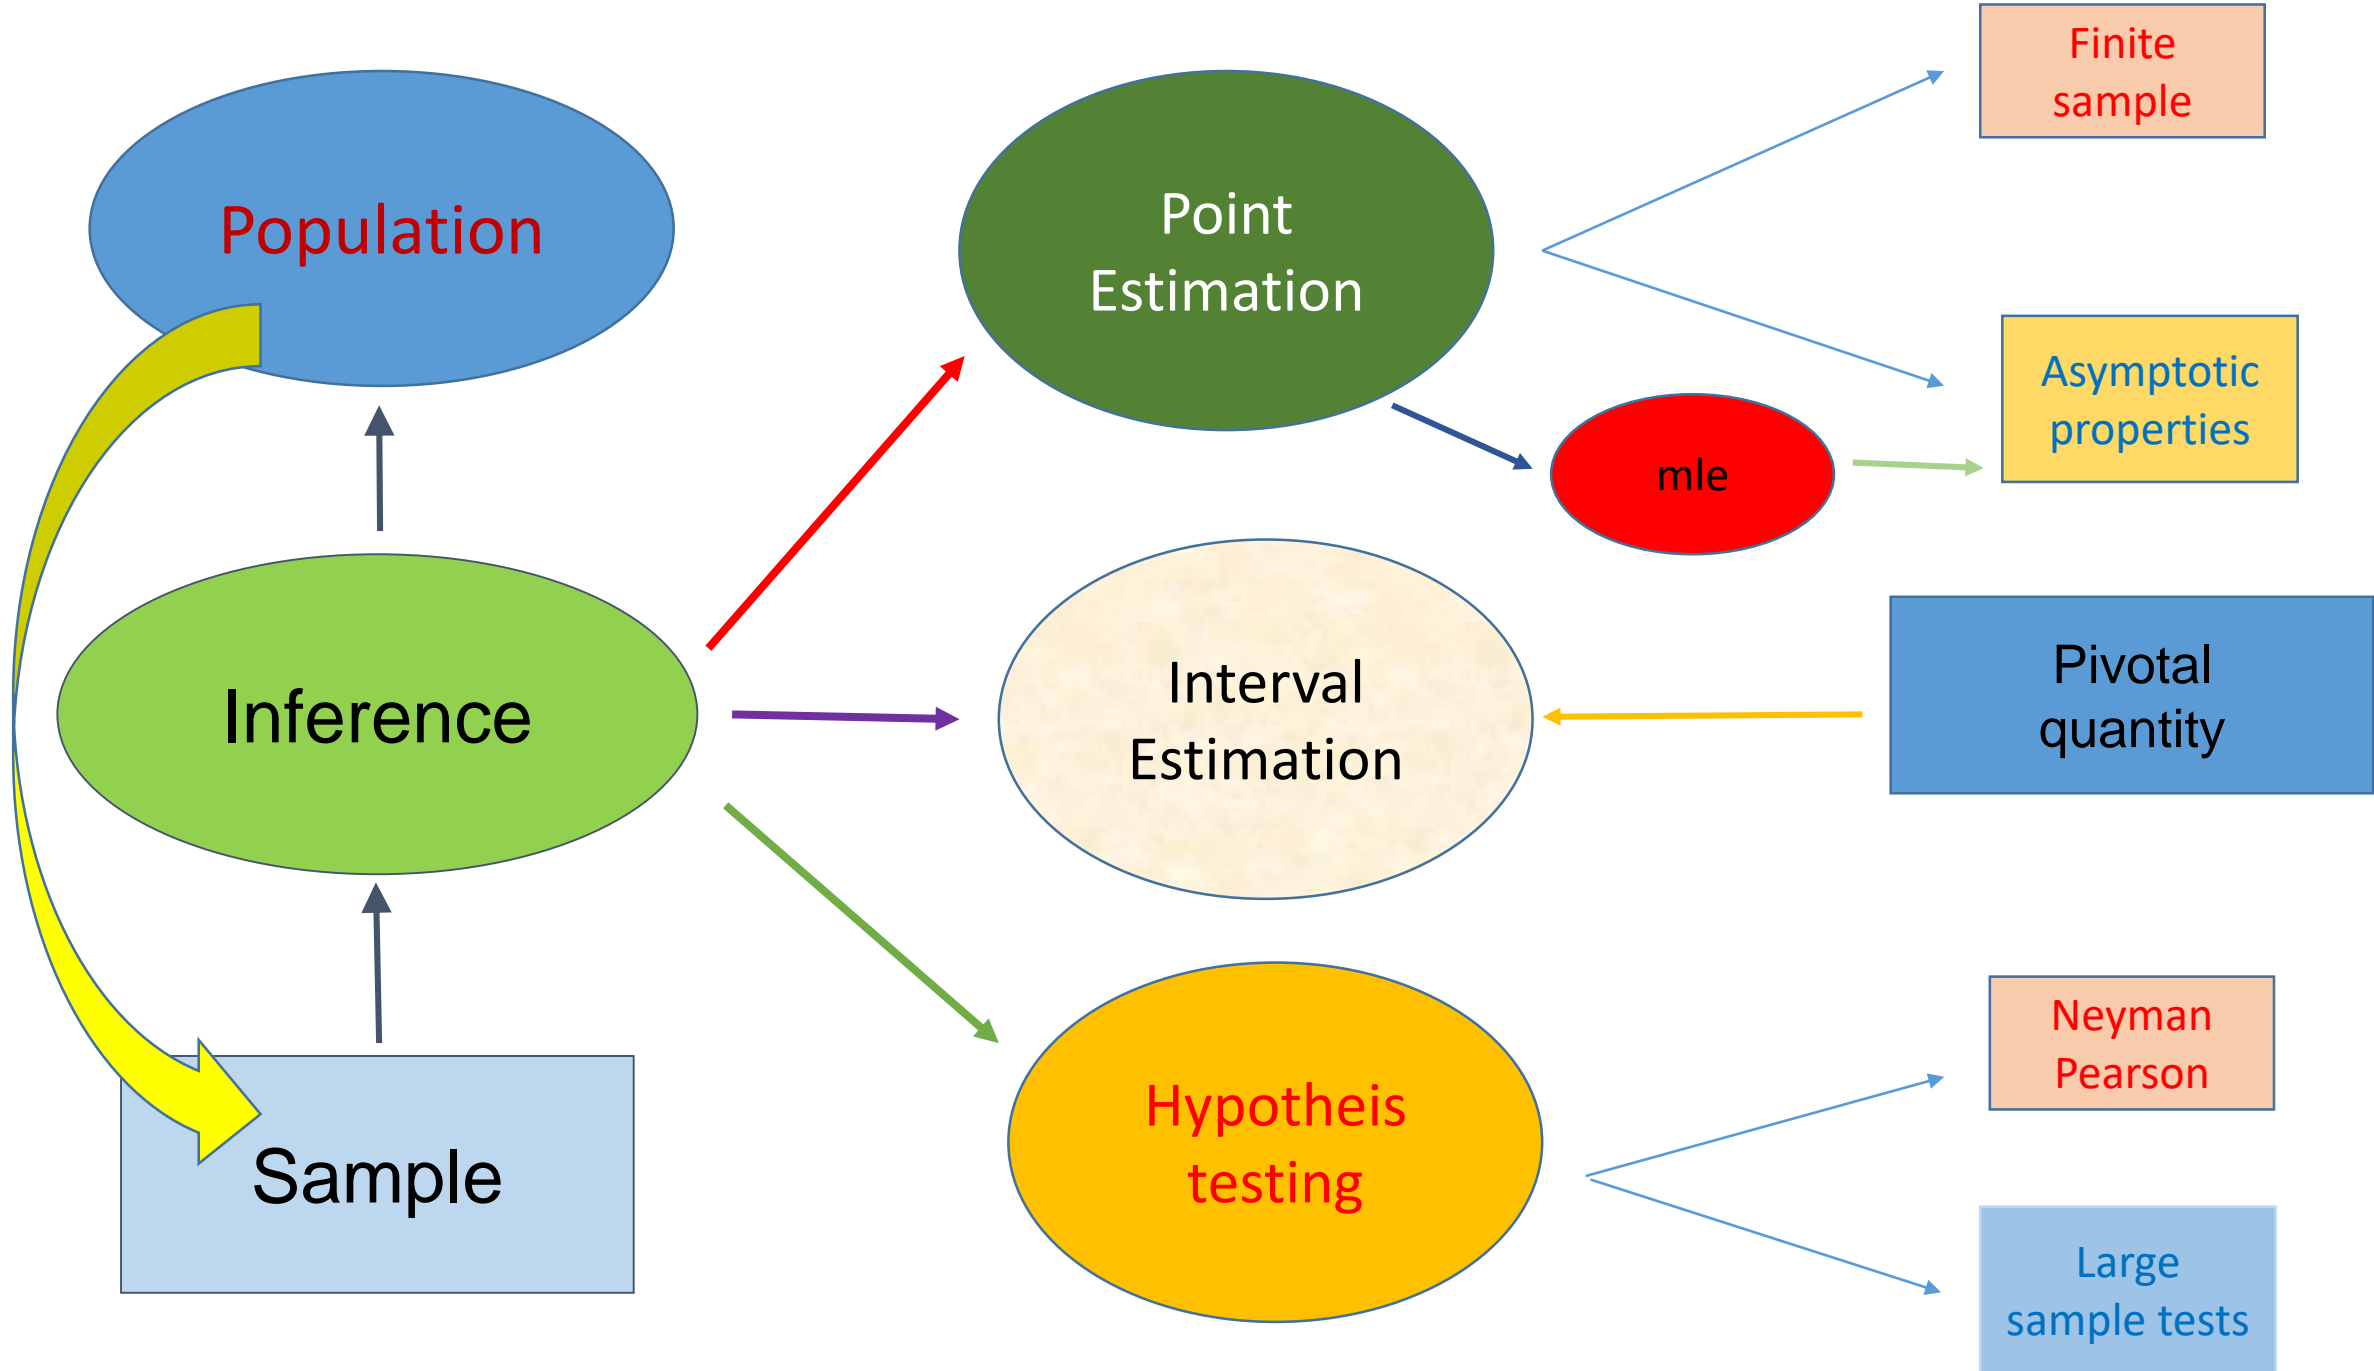 Population
Inference
Sample
Point
Estimation
mle
Interval
Estimation
Hypotheis
testing
Finite
sample
Asymptotic
properties
Pivotal
quantity
Neyman
Pearson
Large
sample tests